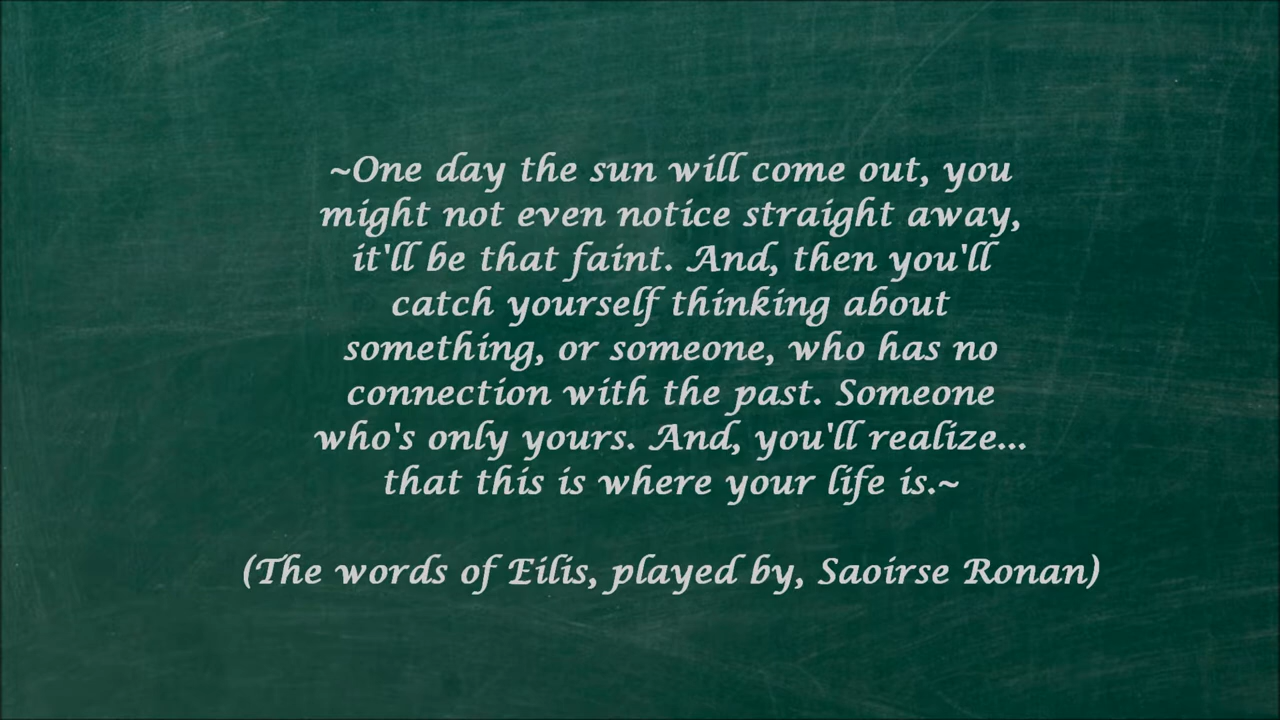 ~One day the sun will come out, you
might not even notice straight away,
it'll be that faint. And, then you'll
catch yourself thinking about
something, or someone, who has no
connection with the past. Someone
who's only yours. And, you'll realize...
that this is where your life is.~
(The words of Eilis, played by, Saoirse Ronan)